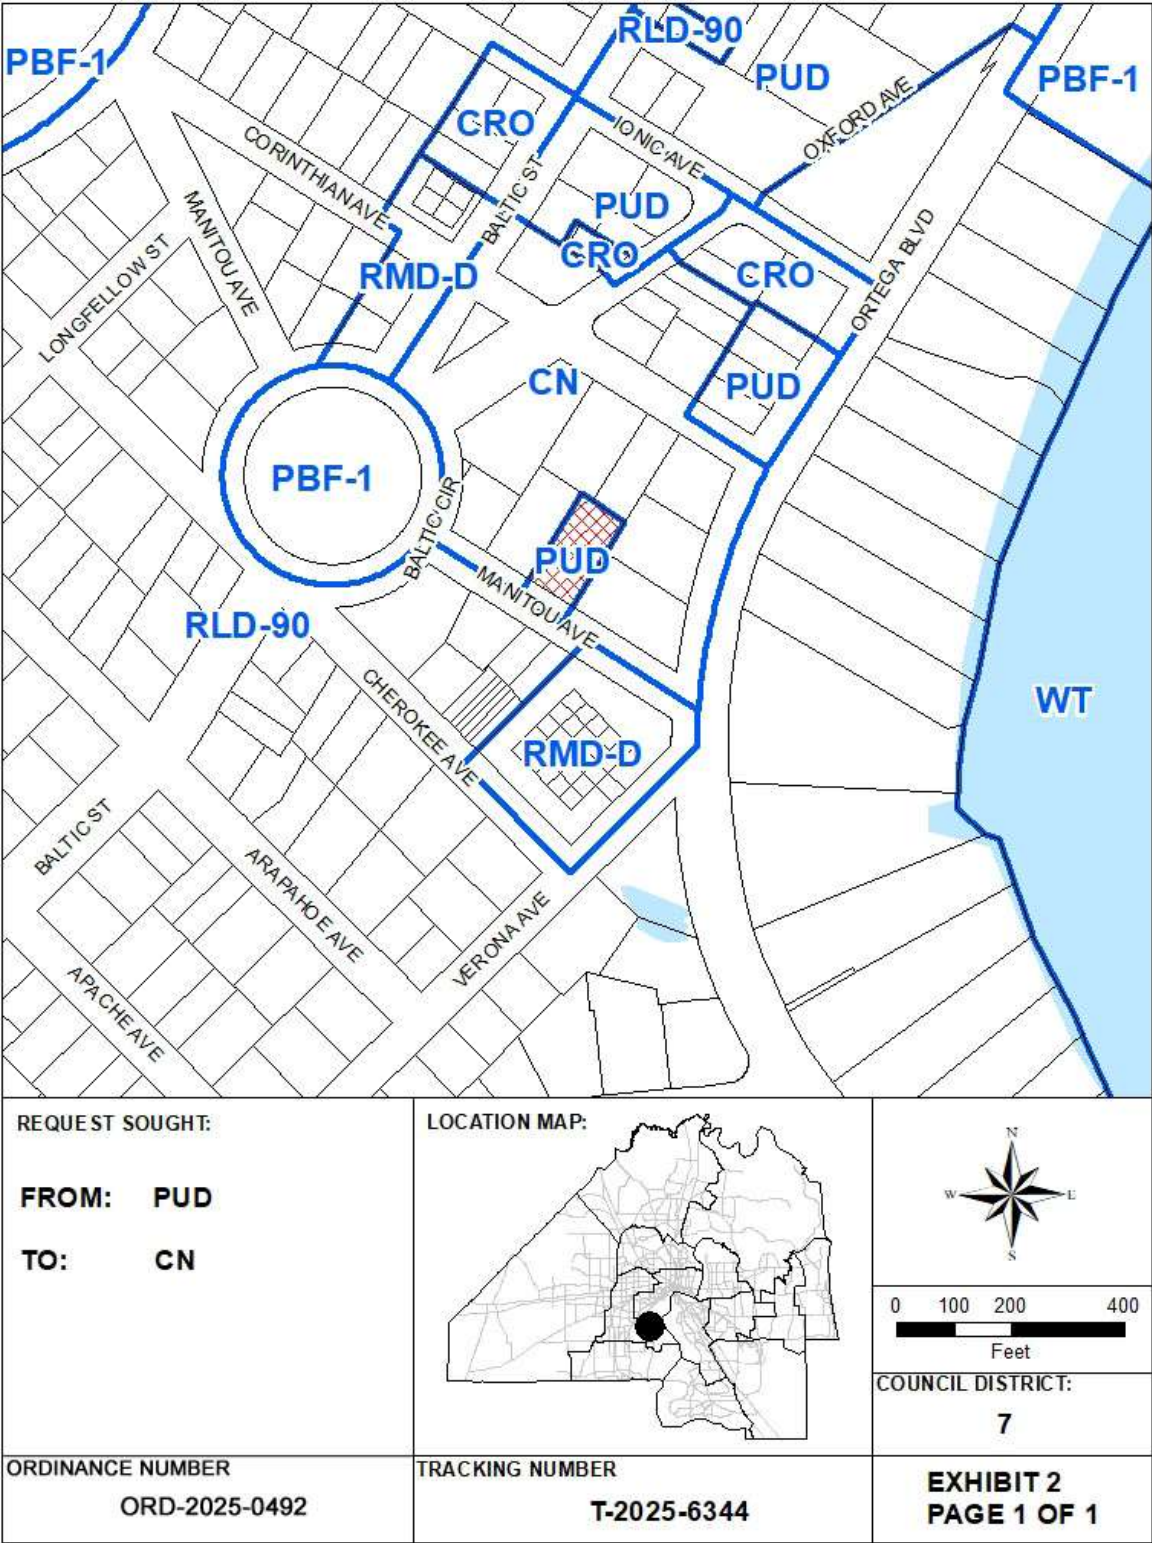 RLD-90
PBF-1
PUD
PBF-1
CRO
IONIC AVE
OXFORD AVE
CORINTHIAN AVE
BALTIC ST
MANITOU AVE
PUD
CRO
LONGFELLOW ST
RMD-D
CRO
ORTEGA BLVD
CN
PUD
PBF-1
BALTIC CIR
PUD
MANITOU AVE
RLD-90
CHEROKEE AVE
WT
RMD-D
BALTIC ST
ARAPAHOE AVE
VERONA AVE
APACHE AVE
REQUEST SOUGHT:
FROM: PUD
TO: CN
LOCATION MAP:
N
W E
S
0 100 200 400
Feet
COUNCIL DISTRICT:
7
ORDINANCE NUMBER
ORD-2025-0492
TRACKING NUMBER
T-2025-6344
EXHIBIT 2
PAGE 1 OF 1